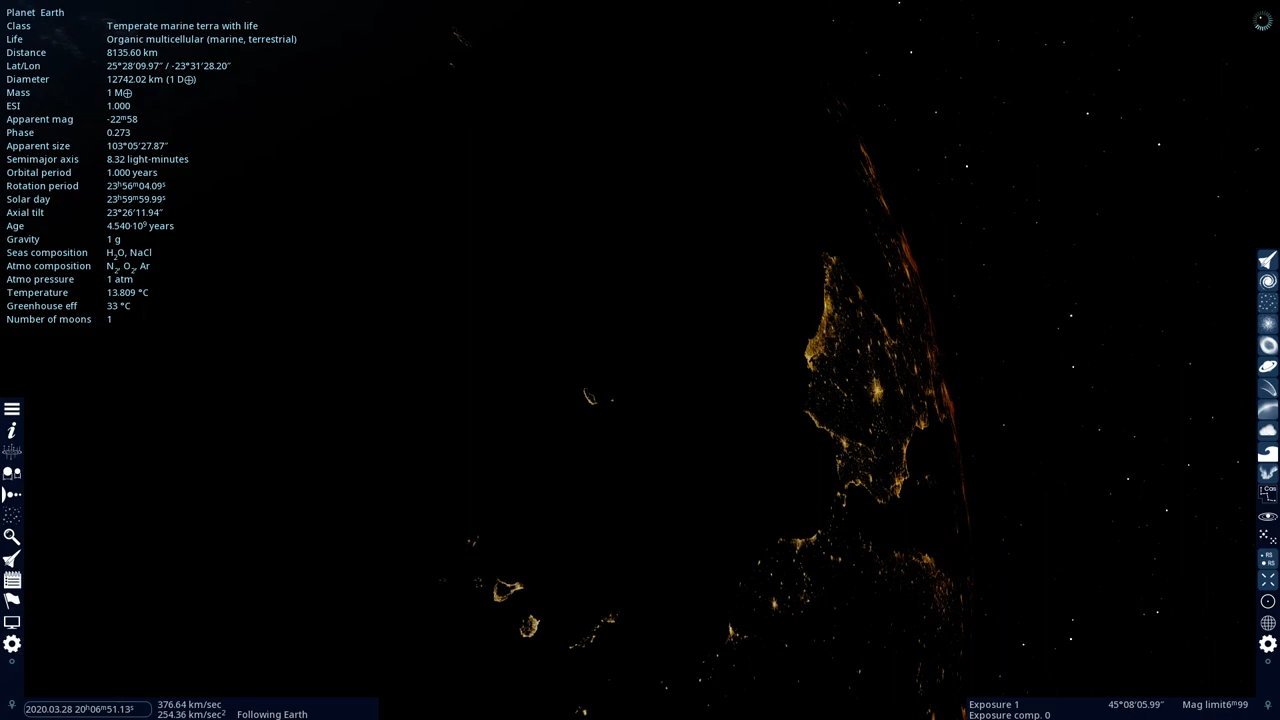 Planet Earth
Class Temperate marine terra with life
Life Organic multicellular (marine, terrestrial)
Distance 8135.60 km
Lat/Lon 25°28′09.97″ / -23°31′28.20″
Diameter 12742.02 km (1 D⊕)
Mass 1 M⊕
ESI 1.000
Apparent mag -22ᵐ58
Phase 0.273
Apparent size 103°05′27.87″
Semimajor axis 8.32 light-minutes
Orbital period 1.000 years
Rotation period 23ʰ56ᵐ04.09ˢ
Solar day 23ʰ59ᵐ59.99ˢ
Axial tilt 23°26′11.94″
Age 4.540·10⁹ years
Gravity 1 g
Seas composition H₂O, NaCl
Atmo composition N₂, O₂, Ar
Atmo pressure 1 atm
Temperature 13.809 °C
Greenhouse eff 33 °C
Number of moons 1
Cas
RS
RS
2020.03.28 20ʰ06ᵐ51.13ˢ
376.64 km/sec
254.36 km/sec² Following Earth
Exposure 1 45°08′05.99″ Mag limit6ᵐ99
Exposure comp. 0